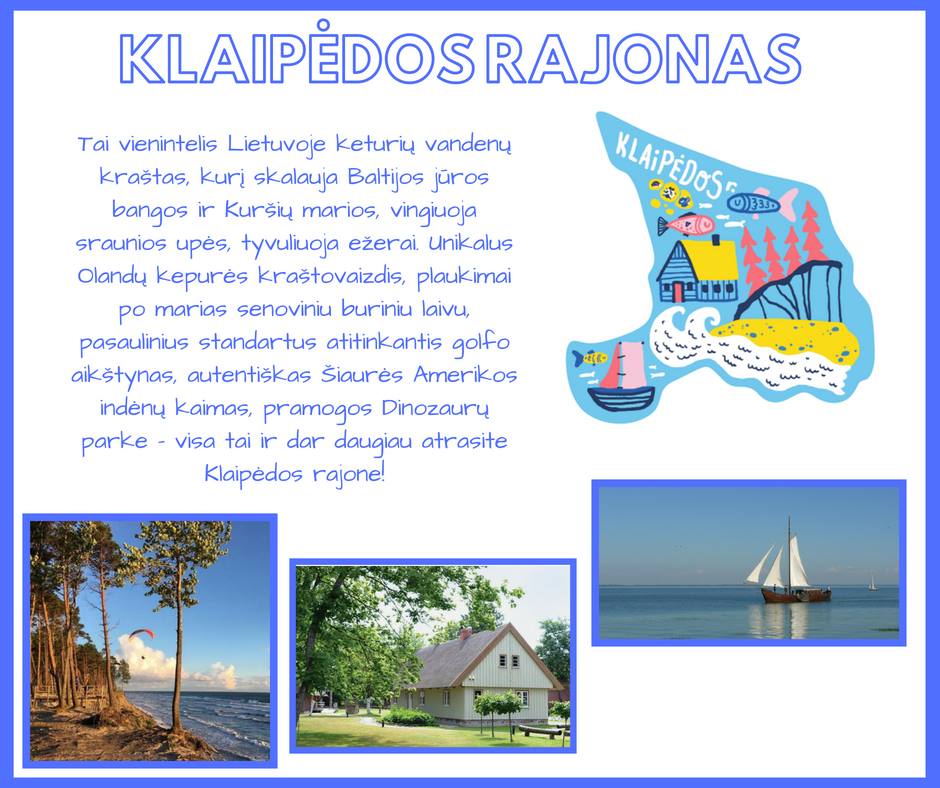 KLAIPĖDOS RAJONAS
Tai vienintelis Lietuvoje keturių vandenų
kraštas, kurį skalauja Baltijos jūros
bangos ir Kuršių marios, vingiuoja
sraunios upės, tyvuliuoja ežerai. Unikalus
Olandų kepurės kraštovaizdis, plaukimai
po marias senoviniu buriniu laivu,
pasaulinius standartus atitinkantis golfo
aikštynas, autentiškas Šiaurės Amerikos
indėnų kaimas, pramogos Dinozaurų
parke - visa tai ir dar daugiau atrasite
Klaipėdos rajone!
KLAIPĖDOS r.